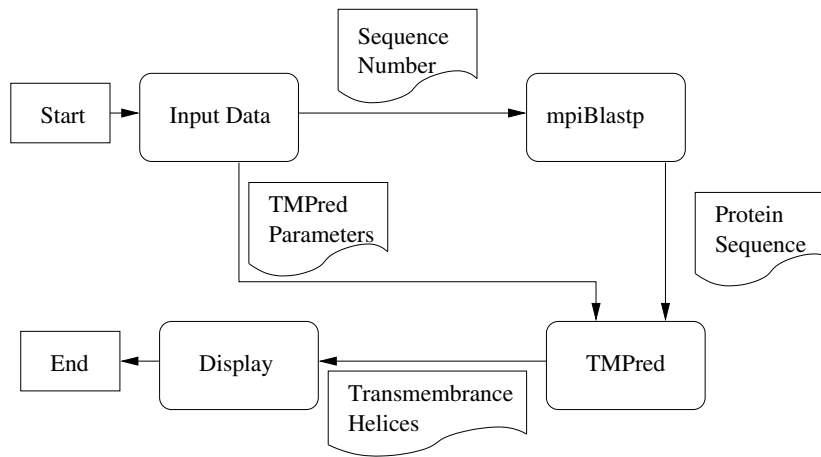 Sequence
Number
Start
Input Data
mpiBlastp
TMPred
Parameters
Protein
Sequence
End
Display
TMPred
Transmembrance
Helices